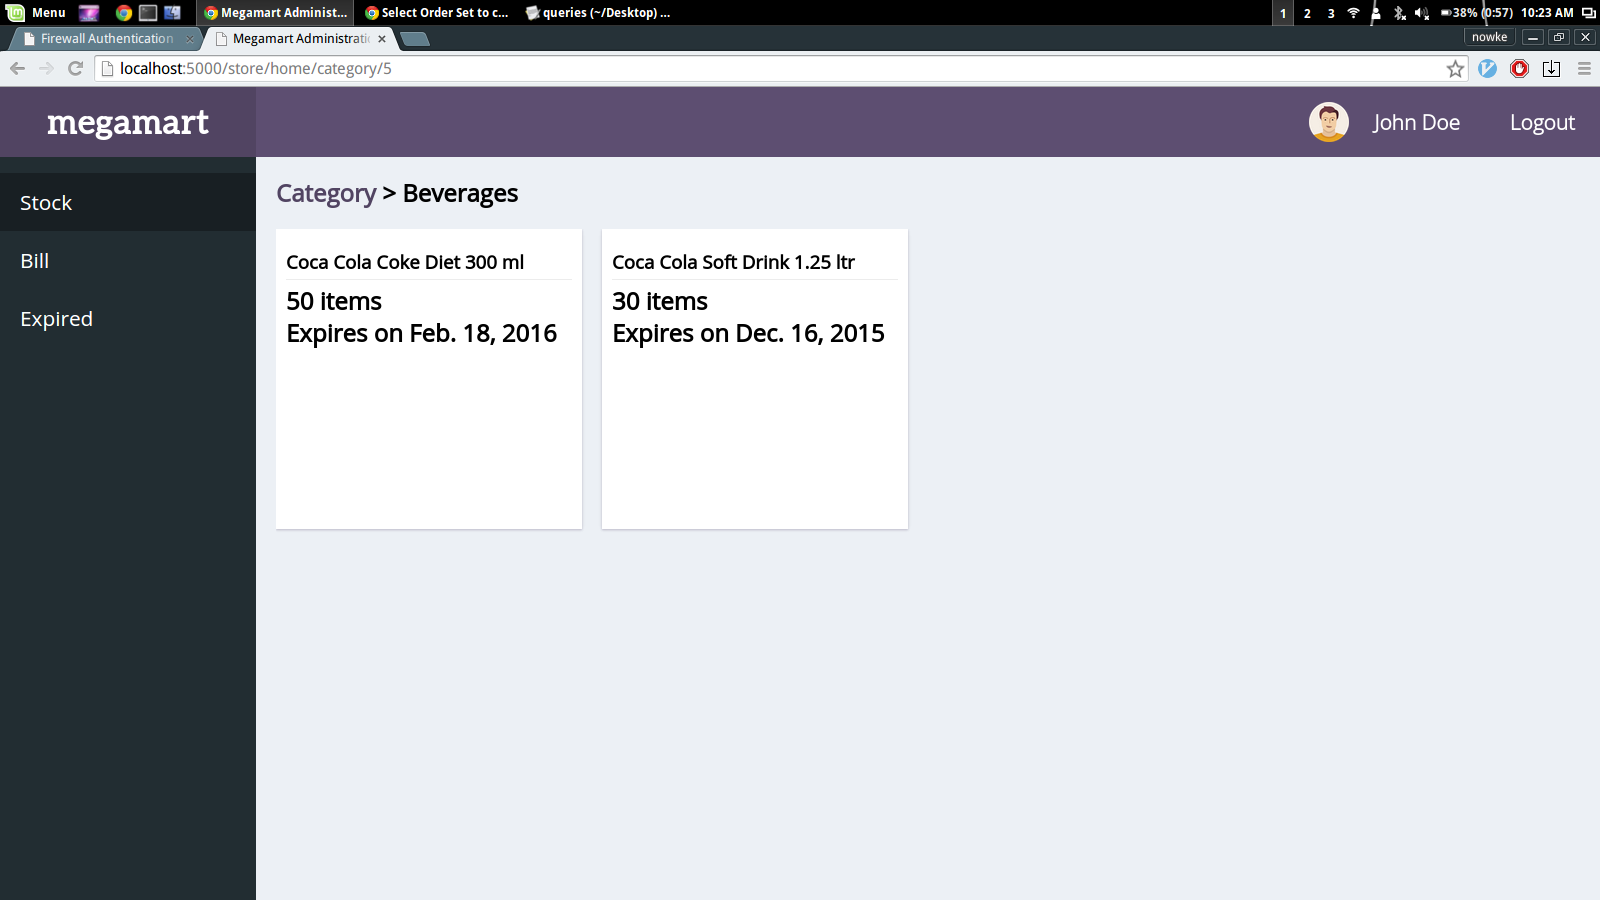 Menu
Megamart Administ...
Select Order Set to c...
queries (~/Desktop) ...
1 2 3
38% (0:57)
10:23 AM
Firewall Authentication
Megamart Administrati
nowke
localhost:5000/store/home/category/5
megamart
John Doe
Logout
Stock
Bill
Expired
Category > Beverages
Coca Cola Coke Diet 300 ml
50 items
Expires on Feb. 18, 2016
Coca Cola Soft Drink 1.25 ltr
30 items
Expires on Dec. 16, 2015